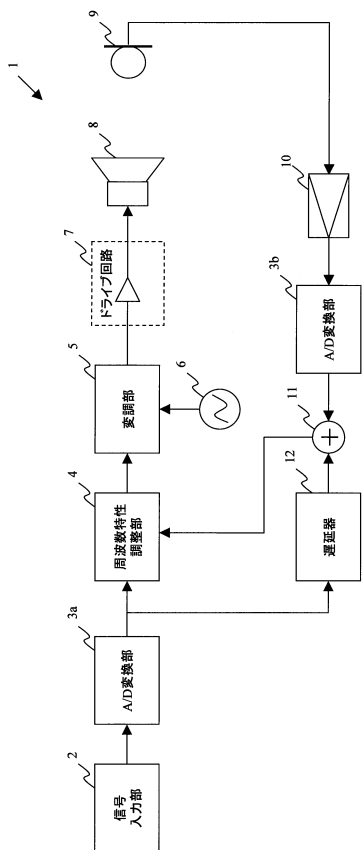 1
2
信号
入力部
3a
A/D変換部
4
周波数特性
調整部
5
変調部
6
7
ドライブ回路
8
9
10
3b
A/D変換部
11
12
遅延器